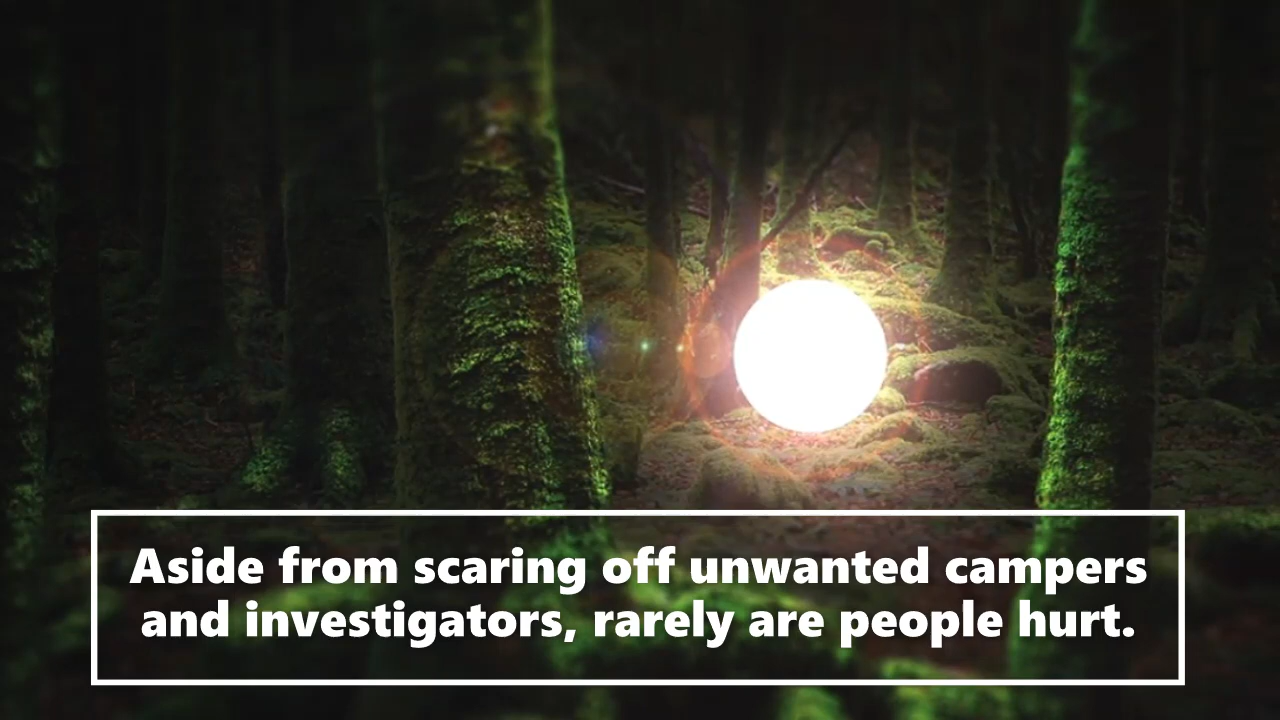 Aside from scaring off unwanted campers
and investigators, rarely are people hurt.